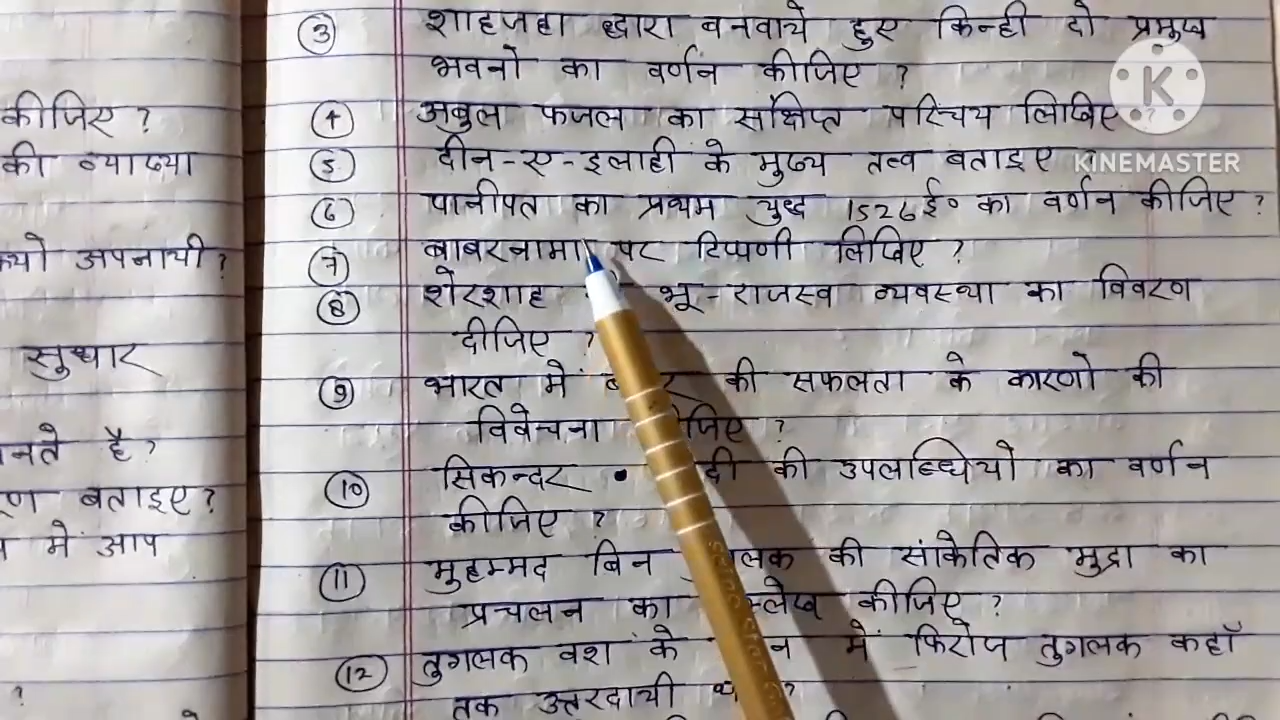 कीजिए ?
की व्याख्या
क्यो अपनायी ?
सुधार
है ?
बताइए ?
में आप
?
③ शाहजहा द्वारा बनवाये हुए किन्ही दो प्रमुख
भवनो का वर्णन कीजिए ?
④ अबुल फजल का संक्षिप्त परिचय लिखिए ?
⑤ दीन-ए-इलाही के मुख्य तत्व बताइए ?
⑥ पानीपत का प्रथम युद्ध 1526 ई० का वर्णन कीजिए ?
⑦ बाबरनामा पर टिप्पणी लिखिए ?
⑧ शेरशाह भू-राजस्व व्यवस्था का विवरण
दीजिए ?
⑨ भारत में की सफलता के कारणो की
विवेचना ?
⑩ सिकन्दर की उपलब्धियो का वर्णन
कीजिए ?
⑪ मुहम्मद बिन की सांकेतिक मुद्रा का
प्रचलन का कीजिए ?
⑫ तुगलक वंश के में फिरोज तुगलक कहाँ
तक उत्तरदायी ?
K
KINEMASTER